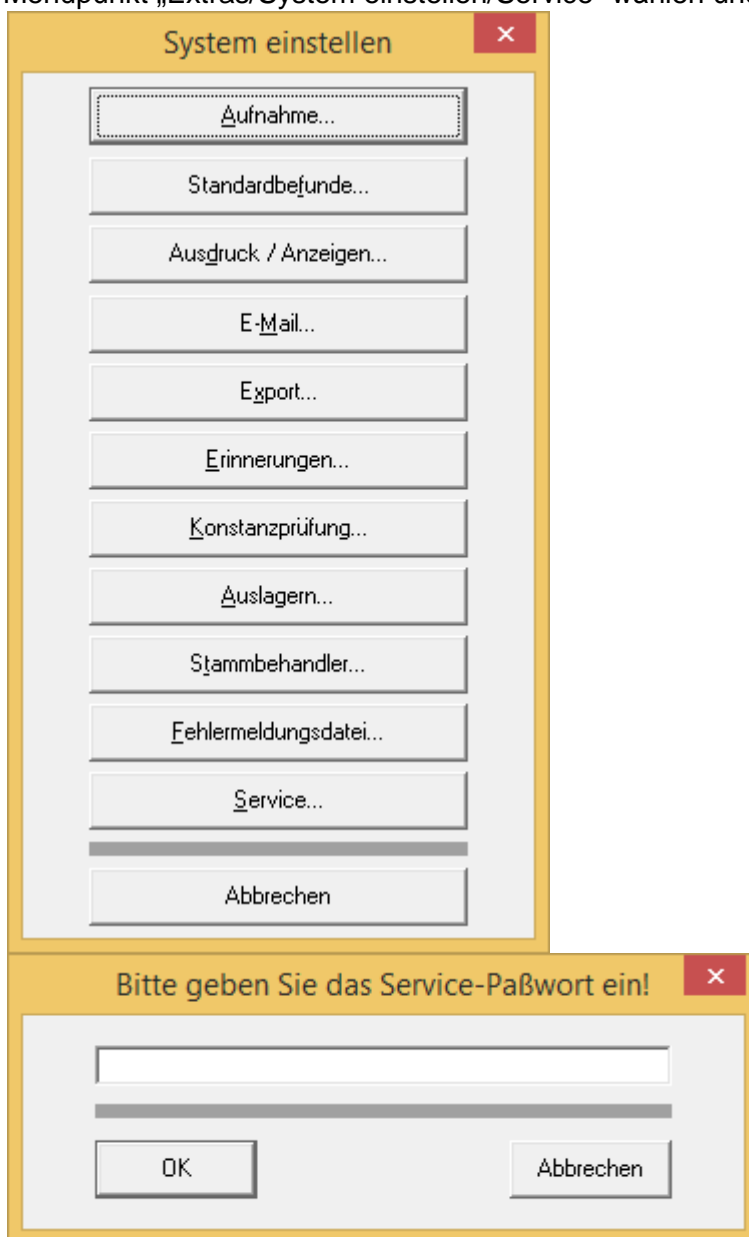 Menüpunkt „Extras/System einstellen/Service“ wählen und
System einstellen
Aufnahme...
Standardbefunde...
Ausdruck / Anzeigen...
E-Mail...
Export...
Erinnerungen...
Konstanzprüfung...
Auslagern...
Stammbehandler...
Fehlermeldungsdatei...
Service...
Abbrechen
Bitte geben Sie das Service-Paßwort ein!
OK
Abbrechen